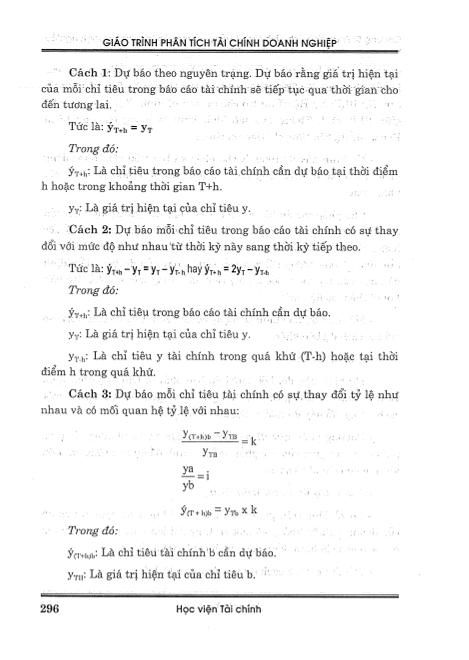 GIÁO TRÌNH PHÂN TÍCH TÀI CHÍNH DOANH NGHIỆP
Cách 1: Dự báo theo nguyên trạng. Dự báo rằng giá trị hiện tại
của mỗi chỉ tiêu trong báo cáo tài chính sẽ tiếp tục qua thời gian cho
đến tương lai.
Tức là: ý_{T+h} = y_T
Trong đó:
ý_{T+h}: Là chỉ tiêu trong báo cáo tài chính cần dự báo tại thời điểm
h hoặc trong khoảng thời gian T+h.
y_T: Là giá trị hiện tại của chỉ tiêu y.
Cách 2: Dự báo mỗi chỉ tiêu trong báo cáo tài chính có sự thay
đổi với mức độ như nhau từ thời kỳ này sang thời kỳ tiếp theo.
Tức là: ý_{T+h} – y_T = y_T – y_{T-h} hay ý_{T+h} = 2y_T – y_{T-h}
Trong đó:
ý_{T+h}: Là chỉ tiêu trong báo cáo tài chính cần dự báo.
y_T: Là giá trị hiện tại của chỉ tiêu y.
y_{T-h}: Là chỉ tiêu y tài chính trong quá khứ (T-h) hoặc tại thời
điểm h trong quá khứ.
Cách 3: Dự báo mỗi chỉ tiêu tài chính có sự thay đổi tỷ lệ như
nhau và có mối quan hệ tỷ lệ với nhau:
y_{(T+h)b} – y_{TB}
= k
y_{TB}
ya
= i
yb
ý_{(T+h)b} = y_{Tb} x k
Trong đó:
ý_{(T+h)b}: Là chỉ tiêu tài chính b cần dự báo.
y_{TB}: Là giá trị hiện tại của chỉ tiêu b.
296
Học viện Tài chính